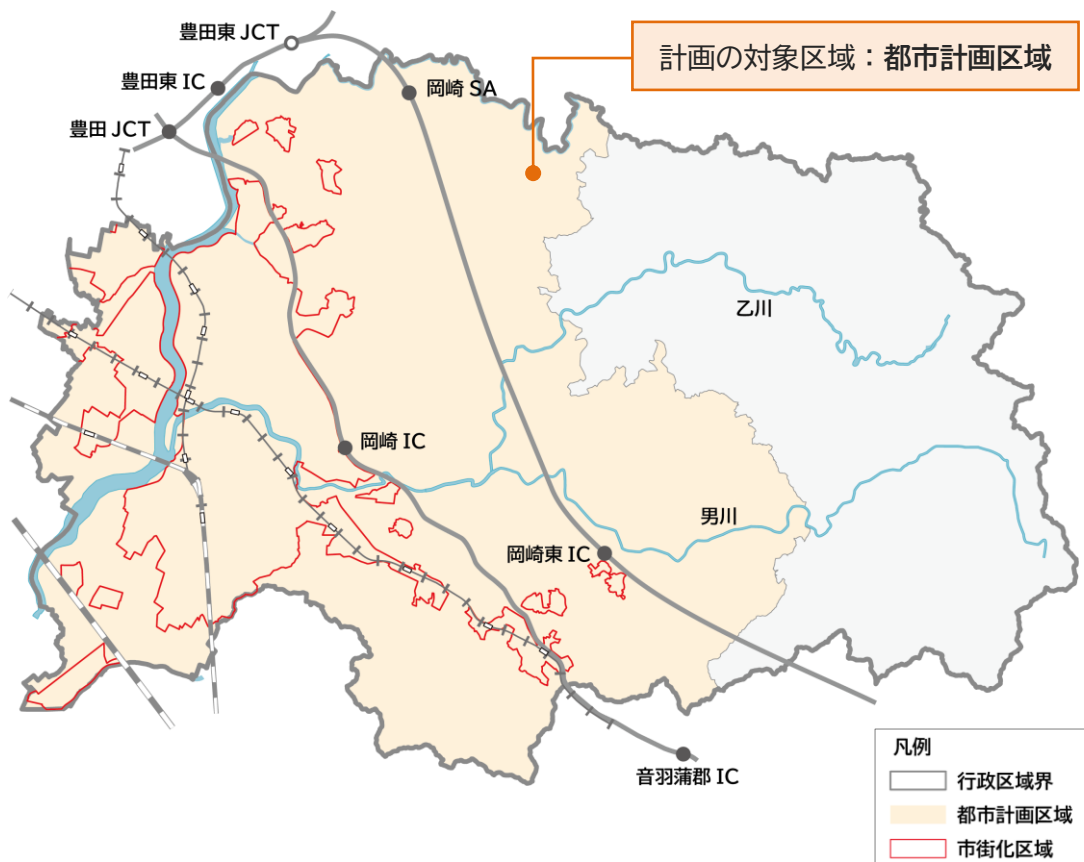 豊田東 JCT
計画の対象区域：都市計画区域
豊田東 IC
岡崎 SA
豊田 JCT
乙川
岡崎 IC
男川
岡崎東 IC
音羽蒲郡 IC
凡例
行政区域界
都市計画区域
市街化区域